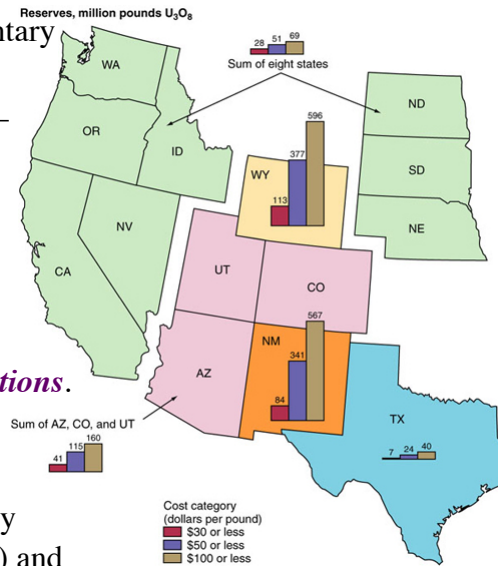 Reserves, million pounds U₃O₈
ntary
28 51 69
Sum of eight states
WA
ND
OR
ID
596
377
WY
113
SD
NV
NE
UT
CA
CO
567
NM
341
84
AZ
TX
tions.
Sum of AZ, CO, and UT
160
115
41
7 24 40
y
) and
Cost category
(dollars per pound)
$30 or less
$50 or less
$100 or less